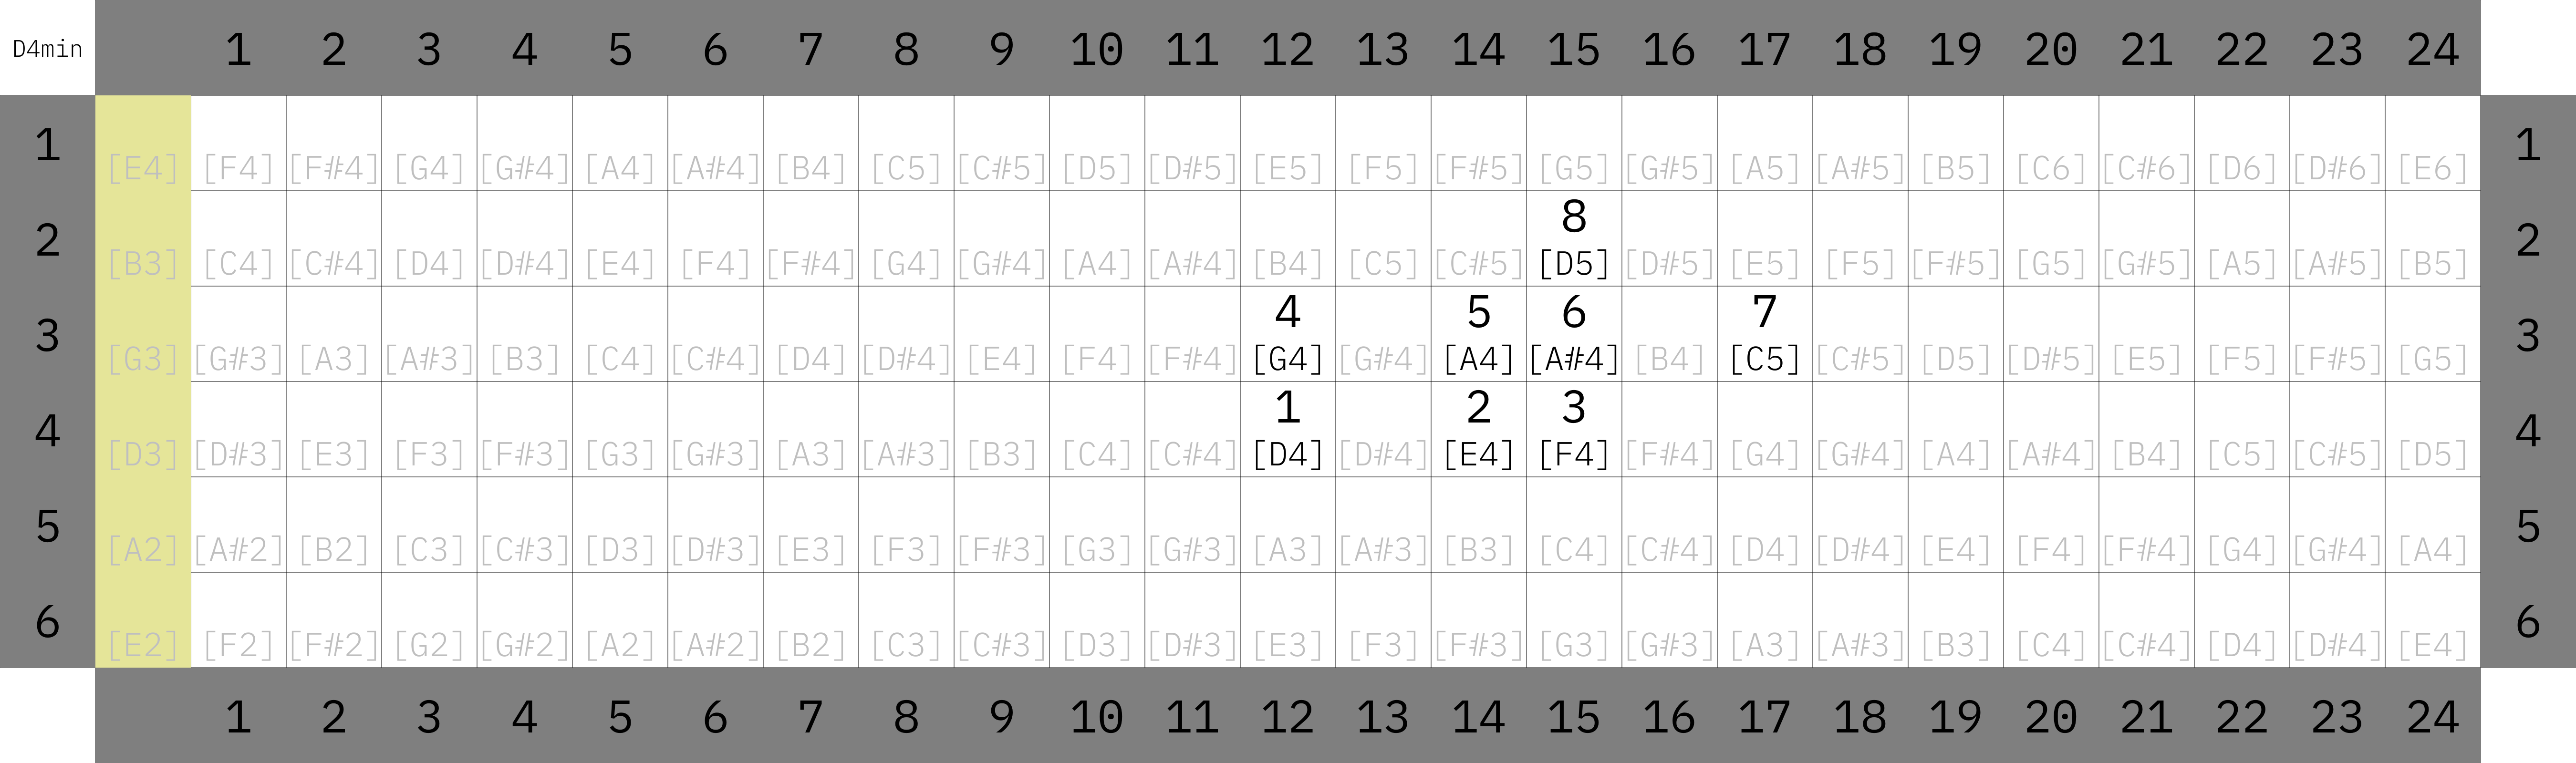 D4min 1 2 3 4 5 6 7 8 9 10 11 12 13 14 15 16 17 18 19 20 21 22 23 24
1 [E4] [F4] [F#4] [G4] [G#4] [A4] [A#4] [B4] [C5] [C#5] [D5] [D#5] [E5] [F5] [F#5] [G5] [G#5] [A5] [A#5] [B5] [C6] [C#6] [D6] [D#6] [E6] 1
8
2 [B3] [C4] [C#4] [D4] [D#4] [E4] [F4] [F#4] [G4] [G#4] [A4] [A#4] [B4] [C5] [C#5] [D5] [D#5] [E5] [F5] [F#5] [G5] [G#5] [A5] [A#5] [B5] 2
4 5 6 7
3 [G3] [G#3] [A3] [A#3] [B3] [C4] [C#4] [D4] [D#4] [E4] [F4] [F#4] [G4] [G#4] [A4] [A#4] [B4] [C5] [C#5] [D5] [D#5] [E5] [F5] [F#5] [G5] 3
1 2 3
4 [D3] [D#3] [E3] [F3] [F#3] [G3] [G#3] [A3] [A#3] [B3] [C4] [C#4] [D4] [D#4] [E4] [F4] [F#4] [G4] [G#4] [A4] [A#4] [B4] [C5] [C#5] [D5] 4
5 [A2] [A#2] [B2] [C3] [C#3] [D3] [D#3] [E3] [F3] [F#3] [G3] [G#3] [A3] [A#3] [B3] [C4] [C#4] [D4] [D#4] [E4] [F4] [F#4] [G4] [G#4] [A4] 5
6 [E2] [F2] [F#2] [G2] [G#2] [A2] [A#2] [B2] [C3] [C#3] [D3] [D#3] [E3] [F3] [F#3] [G3] [G#3] [A3] [A#3] [B3] [C4] [C#4] [D4] [D#4] [E4] 6
1 2 3 4 5 6 7 8 9 10 11 12 13 14 15 16 17 18 19 20 21 22 23 24